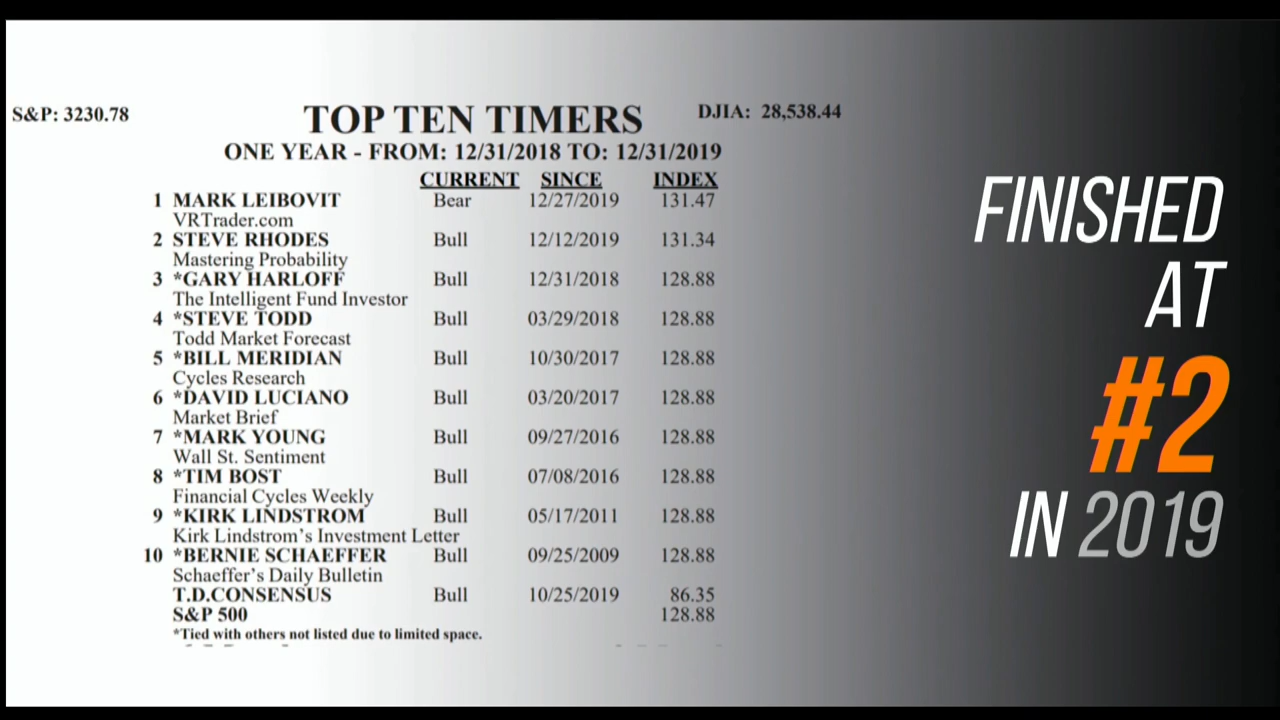 S&P: 3230.78
TOP TEN TIMERS
DJIA: 28,538.44
ONE YEAR - FROM: 12/31/2018 TO: 12/31/2019
CURRENT SINCE INDEX
1 MARK LEIBOVIT Bear 12/27/2019 131.47
VRTrader.com
2 STEVE RHODES Bull 12/12/2019 131.34
Mastering Probability
3 *GARY HARLOFF Bull 12/31/2018 128.88
The Intelligent Fund Investor
4 *STEVE TODD Bull 03/29/2018 128.88
Todd Market Forecast
5 *BILL MERIDIAN Bull 10/30/2017 128.88
Cycles Research
6 *DAVID LUCIANO Bull 03/20/2017 128.88
Market Brief
7 *MARK YOUNG Bull 09/27/2016 128.88
Wall St. Sentiment
8 *TIM BOST Bull 07/08/2016 128.88
Financial Cycles Weekly
9 *KIRK LINDSTROM Bull 05/17/2011 128.88
Kirk Lindstrom's Investment Letter
10 *BERNIE SCHAEFFER Bull 09/25/2009 128.88
Schaeffer's Daily Bulletin
T.D.CONSENSUS Bull 10/25/2019 86.35
S&P 500 128.88
*Tied with others not listed due to limited space.
FINISHED
AT
#2
IN 2019